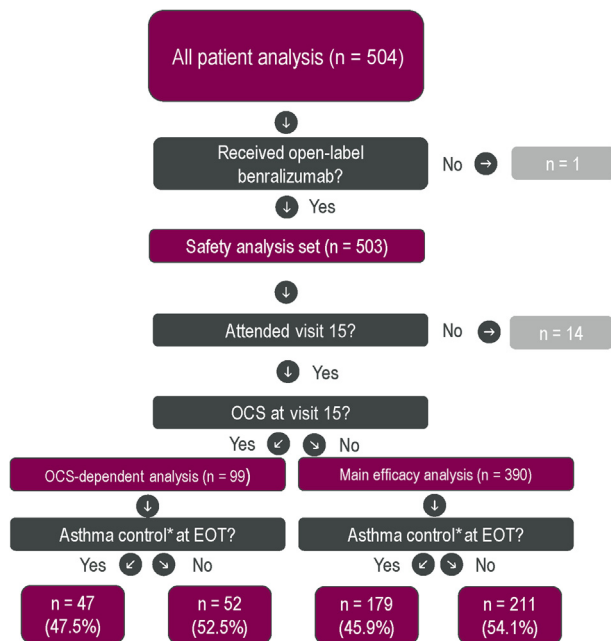 All patient analysis (n = 504)
Received open-label
benralizumab?
No
n = 1
Yes
Safety analysis set (n = 503)
Attended visit 15?
No
n = 14
Yes
OCS at visit 15?
Yes
No
OCS-dependent analysis (n = 99)
Main efficacy analysis (n = 390)
Asthma control* at EOT?
Asthma control* at EOT?
Yes
No
Yes
No
n = 47
(47.5%)
n = 52
(52.5%)
n = 179
(45.9%)
n = 211
(54.1%)